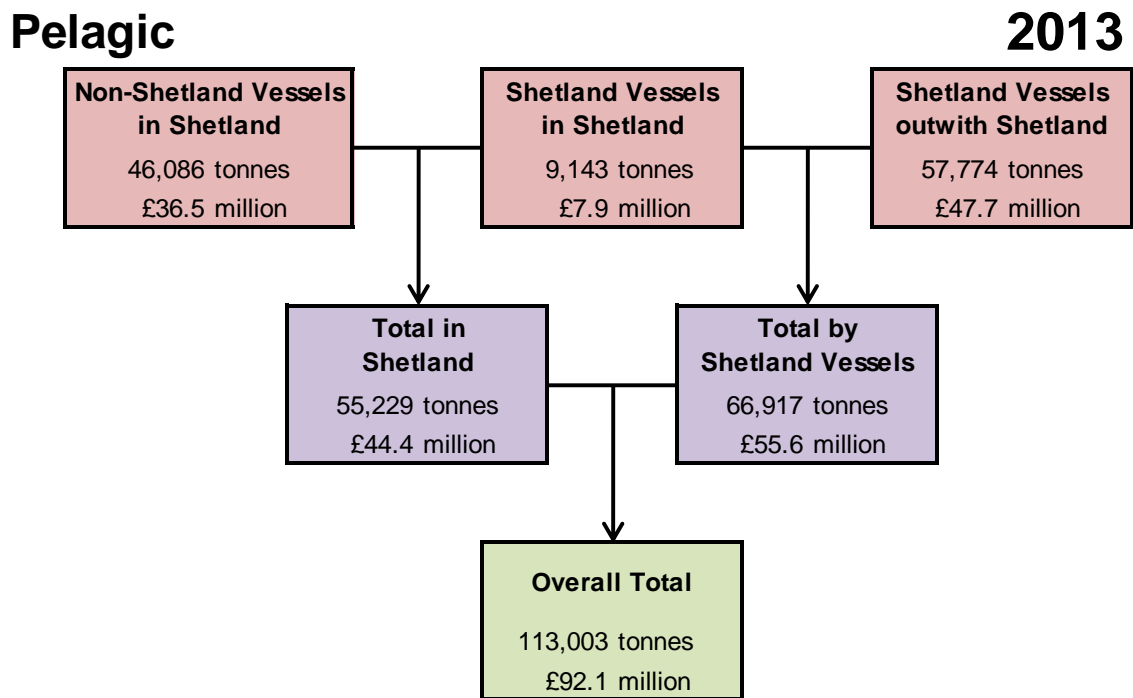 Pelagic
2013
Non-Shetland Vessels
in Shetland
46,086 tonnes
£36.5 million
Shetland Vessels
in Shetland
9,143 tonnes
£7.9 million
Shetland Vessels
outwith Shetland
57,774 tonnes
£47.7 million
Total in
Shetland
55,229 tonnes
£44.4 million
Total by
Shetland Vessels
66,917 tonnes
£55.6 million
Overall Total
113,003 tonnes
£92.1 million